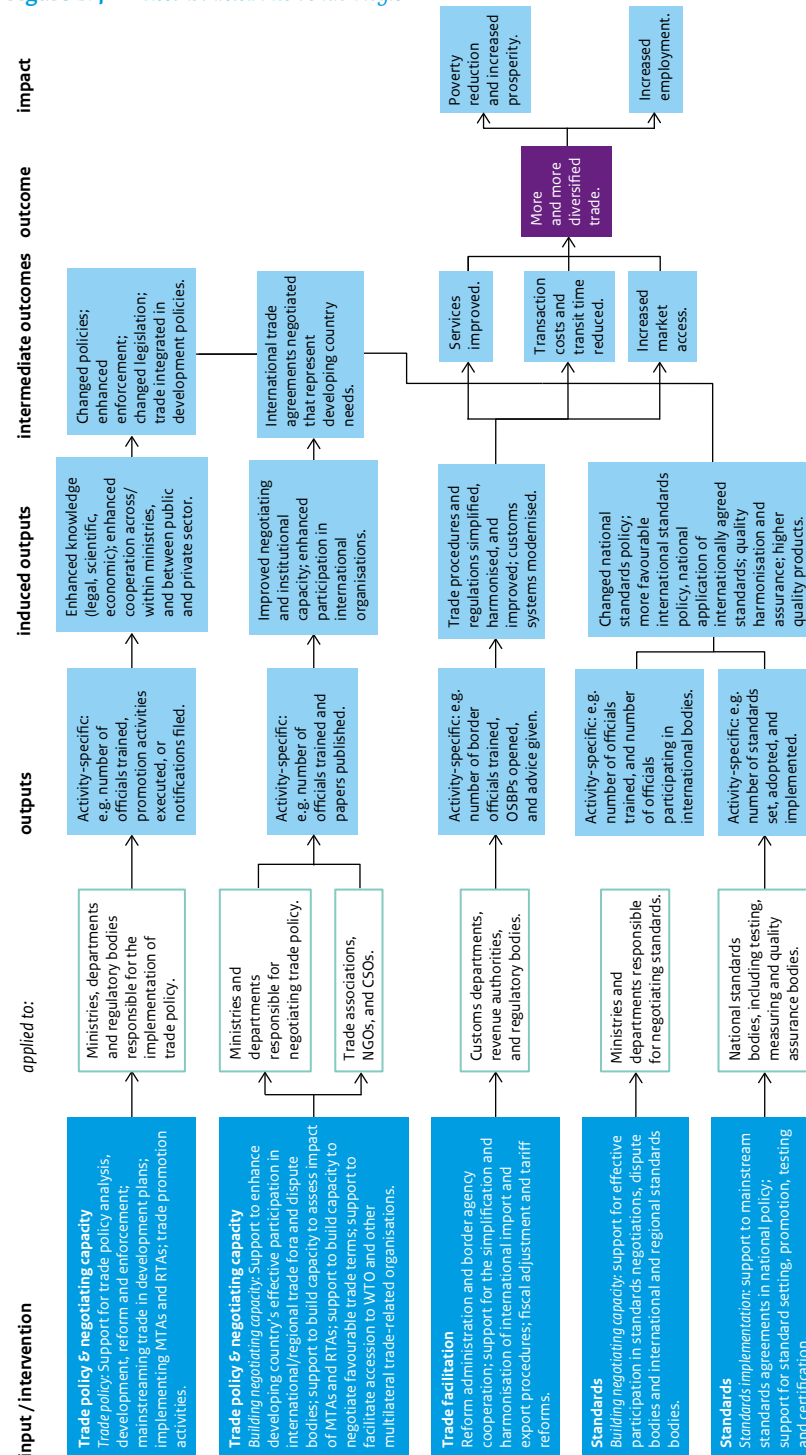 input / intervention
applied to:
outputs
induced outputs
intermediate outcomes
outcome
impact
Trade policy & negotiating capacity
Trade policy: Support for trade policy analysis,
development, reform and enforcement;
mainstreaming trade in development plans;
implementing MTAs and RTAs; trade promotion
activities.
Ministries, departments
and regulatory bodies
responsible for the
implementation of
trade policy.
Activity-specific:
e.g. number of
officials trained,
promotion activities
executed, or
notifications filed.
Enhanced knowledge
(legal, scientific,
economic); enhanced
cooperation across/
within ministries,
and between public
and private sector.
Changed policies;
enhanced
enforcement;
changed legislation;
trade integrated in
development policies.
Trade policy & negotiating capacity
Building negotiating capacity: Support to enhance
developing country's effective participation in
international/regional trade fora and dispute
bodies; support to build capacity to assess impact
of MTAs and RTAs; support to build capacity to
negotiate favourable trade terms; support to
facilitate accession to WTO and other
multilateral trade-related organisations.
Ministries and
departments
responsible for
negotiating trade policy.
Trade associations,
NGOs, and CSOs.
Activity-specific:
e.g. number of
officials trained and
papers published.
Improved negotiating
and institutional
capacity; enhanced
participation in
international
organisations.
International trade
agreements negotiated
that represent
developing country
needs.
Trade facilitation
Reform administration and border agency
cooperation; support for the simplification and
harmonisation of international import and
export procedures; fiscal adjustment and tariff
reforms.
Customs departments,
revenue authorities,
and regulatory bodies.
Activity-specific: e.g.
number of border
officials trained,
OSBPs opened,
and advice given.
Trade procedures and
regulations simplified,
harmonised, and
improved; customs
systems modernised.
Services
improved.
Transaction
costs and
transit time
reduced.
Increased
market
access.
More
and more
diversified
trade.
Poverty
reduction
and increased
prosperity.
Increased
employment.
Standards
Building negotiating capacity: support for effective
participation in standards negotiations, dispute
bodies and international and regional standards
bodies.
Ministries and
departments responsible
for negotiating standards.
Activity-specific: e.g.
number of officials
trained, and number
of officials
participating in
international bodies.
Changed national
standards policy;
more favourable
international standards
policy, national
application of
internationally agreed
standards; quality
harmonisation and
assurance; higher
quality products.
Standards
Standards implementation: support to mainstream
standards agreements in national policy;
support for standard setting, promotion, testing
and certification
National standards
bodies, including testing,
measuring and quality
assurance bodies.
Activity-specific: e.g.
number of standards
set, adopted, and
implemented.